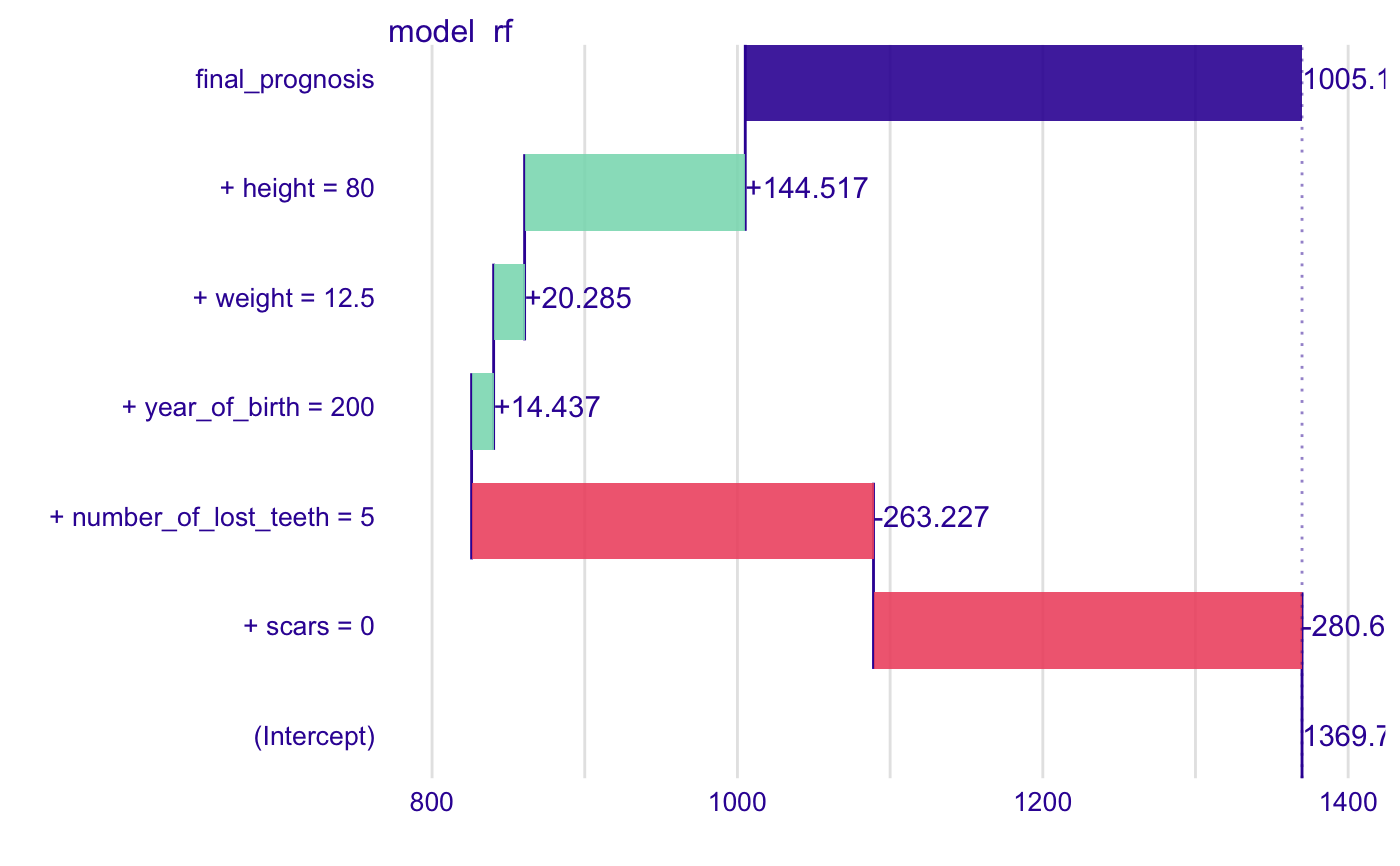 model rf
final_prognosis 1005.1
+ height = 80 +144.517
+ weight = 12.5 +20.285
+ year_of_birth = 200 +14.437
+ number_of_lost_teeth = 5 -263.227
+ scars = 0 -280.6
(Intercept) 1369.7
800 1000 1200 1400